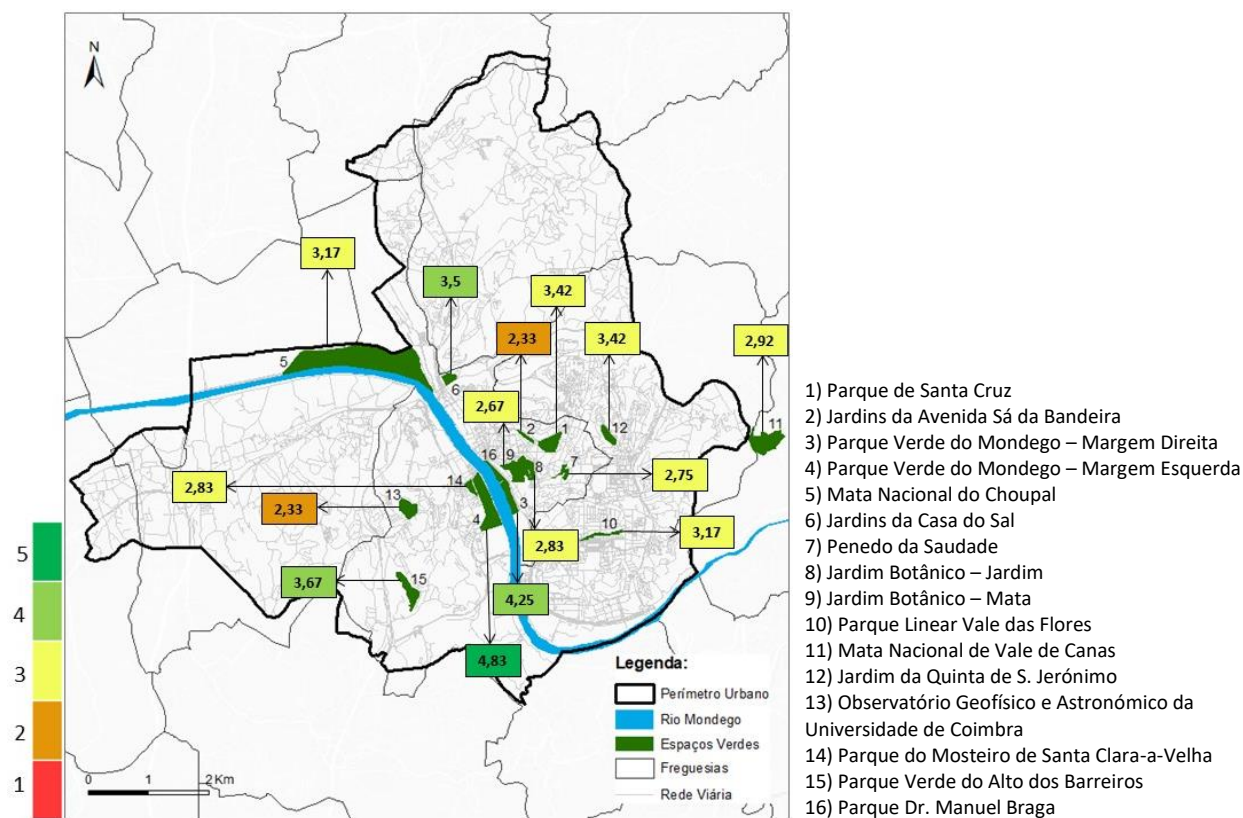 N
3,17
3,5
3,42
2,33
3,42
2,92
5
6
2,67
2
1
12
11
16
9
8
7
2,75
14
2,83
13
2,33
3
4
10
2,83
3,17
15
3,67
4,25
4,83
5
4
3
2
1
0 1 2 Km
Legenda:
Perímetro Urbano
Rio Mondego
Espaços Verdes
Freguesias
Rede Viária
1) Parque de Santa Cruz
2) Jardins da Avenida Sá da Bandeira
3) Parque Verde do Mondego – Margem Direita
4) Parque Verde do Mondego – Margem Esquerda
5) Mata Nacional do Choupal
6) Jardins da Casa do Sal
7) Penedo da Saudade
8) Jardim Botânico – Jardim
9) Jardim Botânico – Mata
10) Parque Linear Vale das Flores
11) Mata Nacional de Vale de Canas
12) Jardim da Quinta de S. Jerónimo
13) Observatório Geofísico e Astronómico da
Universidade de Coimbra
14) Parque do Mosteiro de Santa Clara-a-Velha
15) Parque Verde do Alto dos Barreiros
16) Parque Dr. Manuel Braga